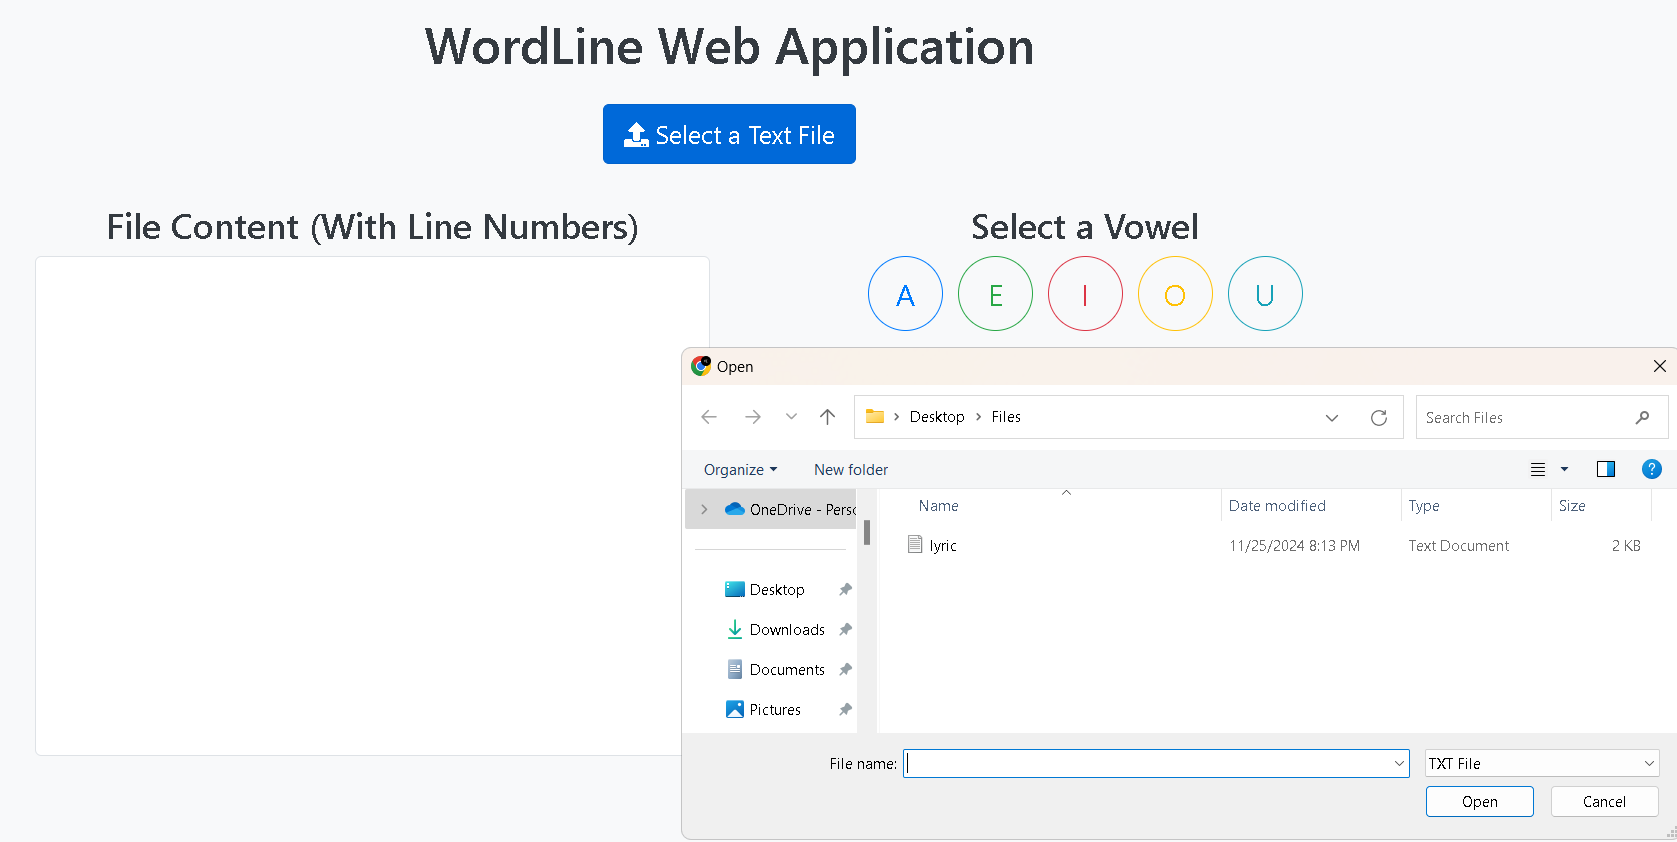 WordLine Web Application
Select a Text File
File Content (With Line Numbers)
Select a Vowel
A E I O U
Open
Desktop > Files
Search Files
Organize New folder
?
OneDrive - Perso
Name Date modified Type Size
lyric 11/25/2024 8:13 PM Text Document 2 KB
Desktop
Downloads
Documents
Pictures
File name: TXT File
Open Cancel